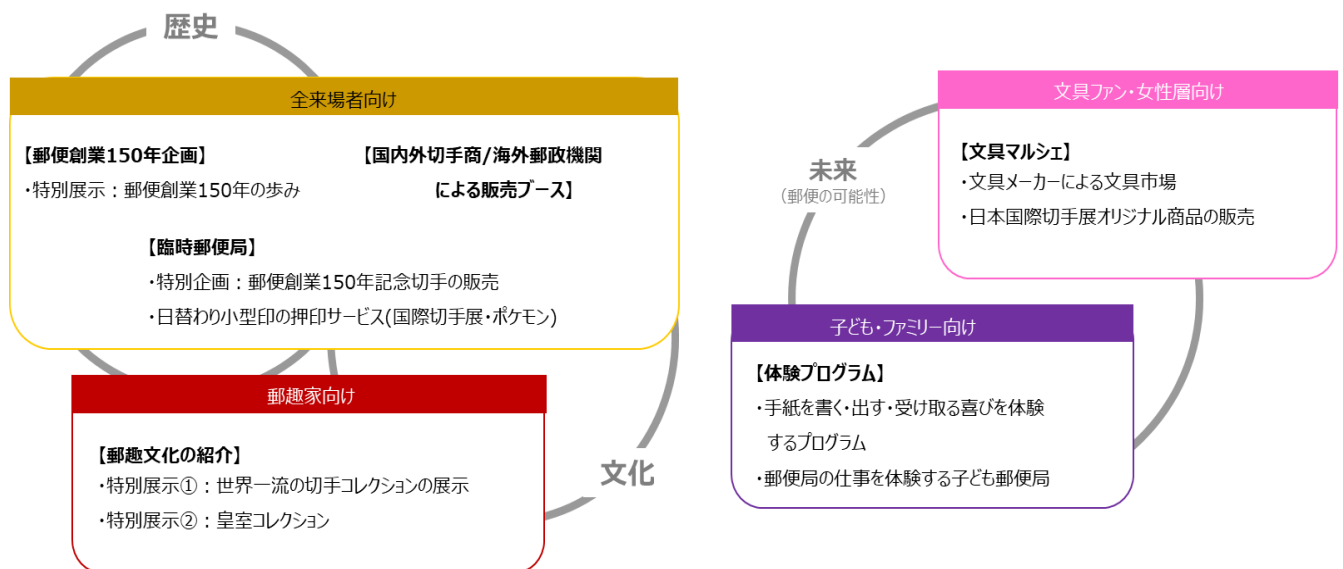 歴史
全来場者向け
【郵便創業150年企画】
・特別展示：郵便創業150年の歩み
【国内外切手商/海外郵政機関
による販売ブース】
【臨時郵便局】
・特別企画：郵便創業150年記念切手の販売
・日替わり小型印の押印サービス(国際切手展・ポケモン)
郵趣家向け
【郵趣文化の紹介】
・特別展示①：世界一流の切手コレクションの展示
・特別展示②：皇室コレクション
文化
文具ファン・女性層向け
【文具マルシェ】
・文具メーカーによる文具市場
・日本国際切手展オリジナル商品の販売
未来
（郵便の可能性）
子ども・ファミリー向け
【体験プログラム】
・手紙を書く・出す・受け取る喜びを体験
するプログラム
・郵便局の仕事を体験する子ども郵便局